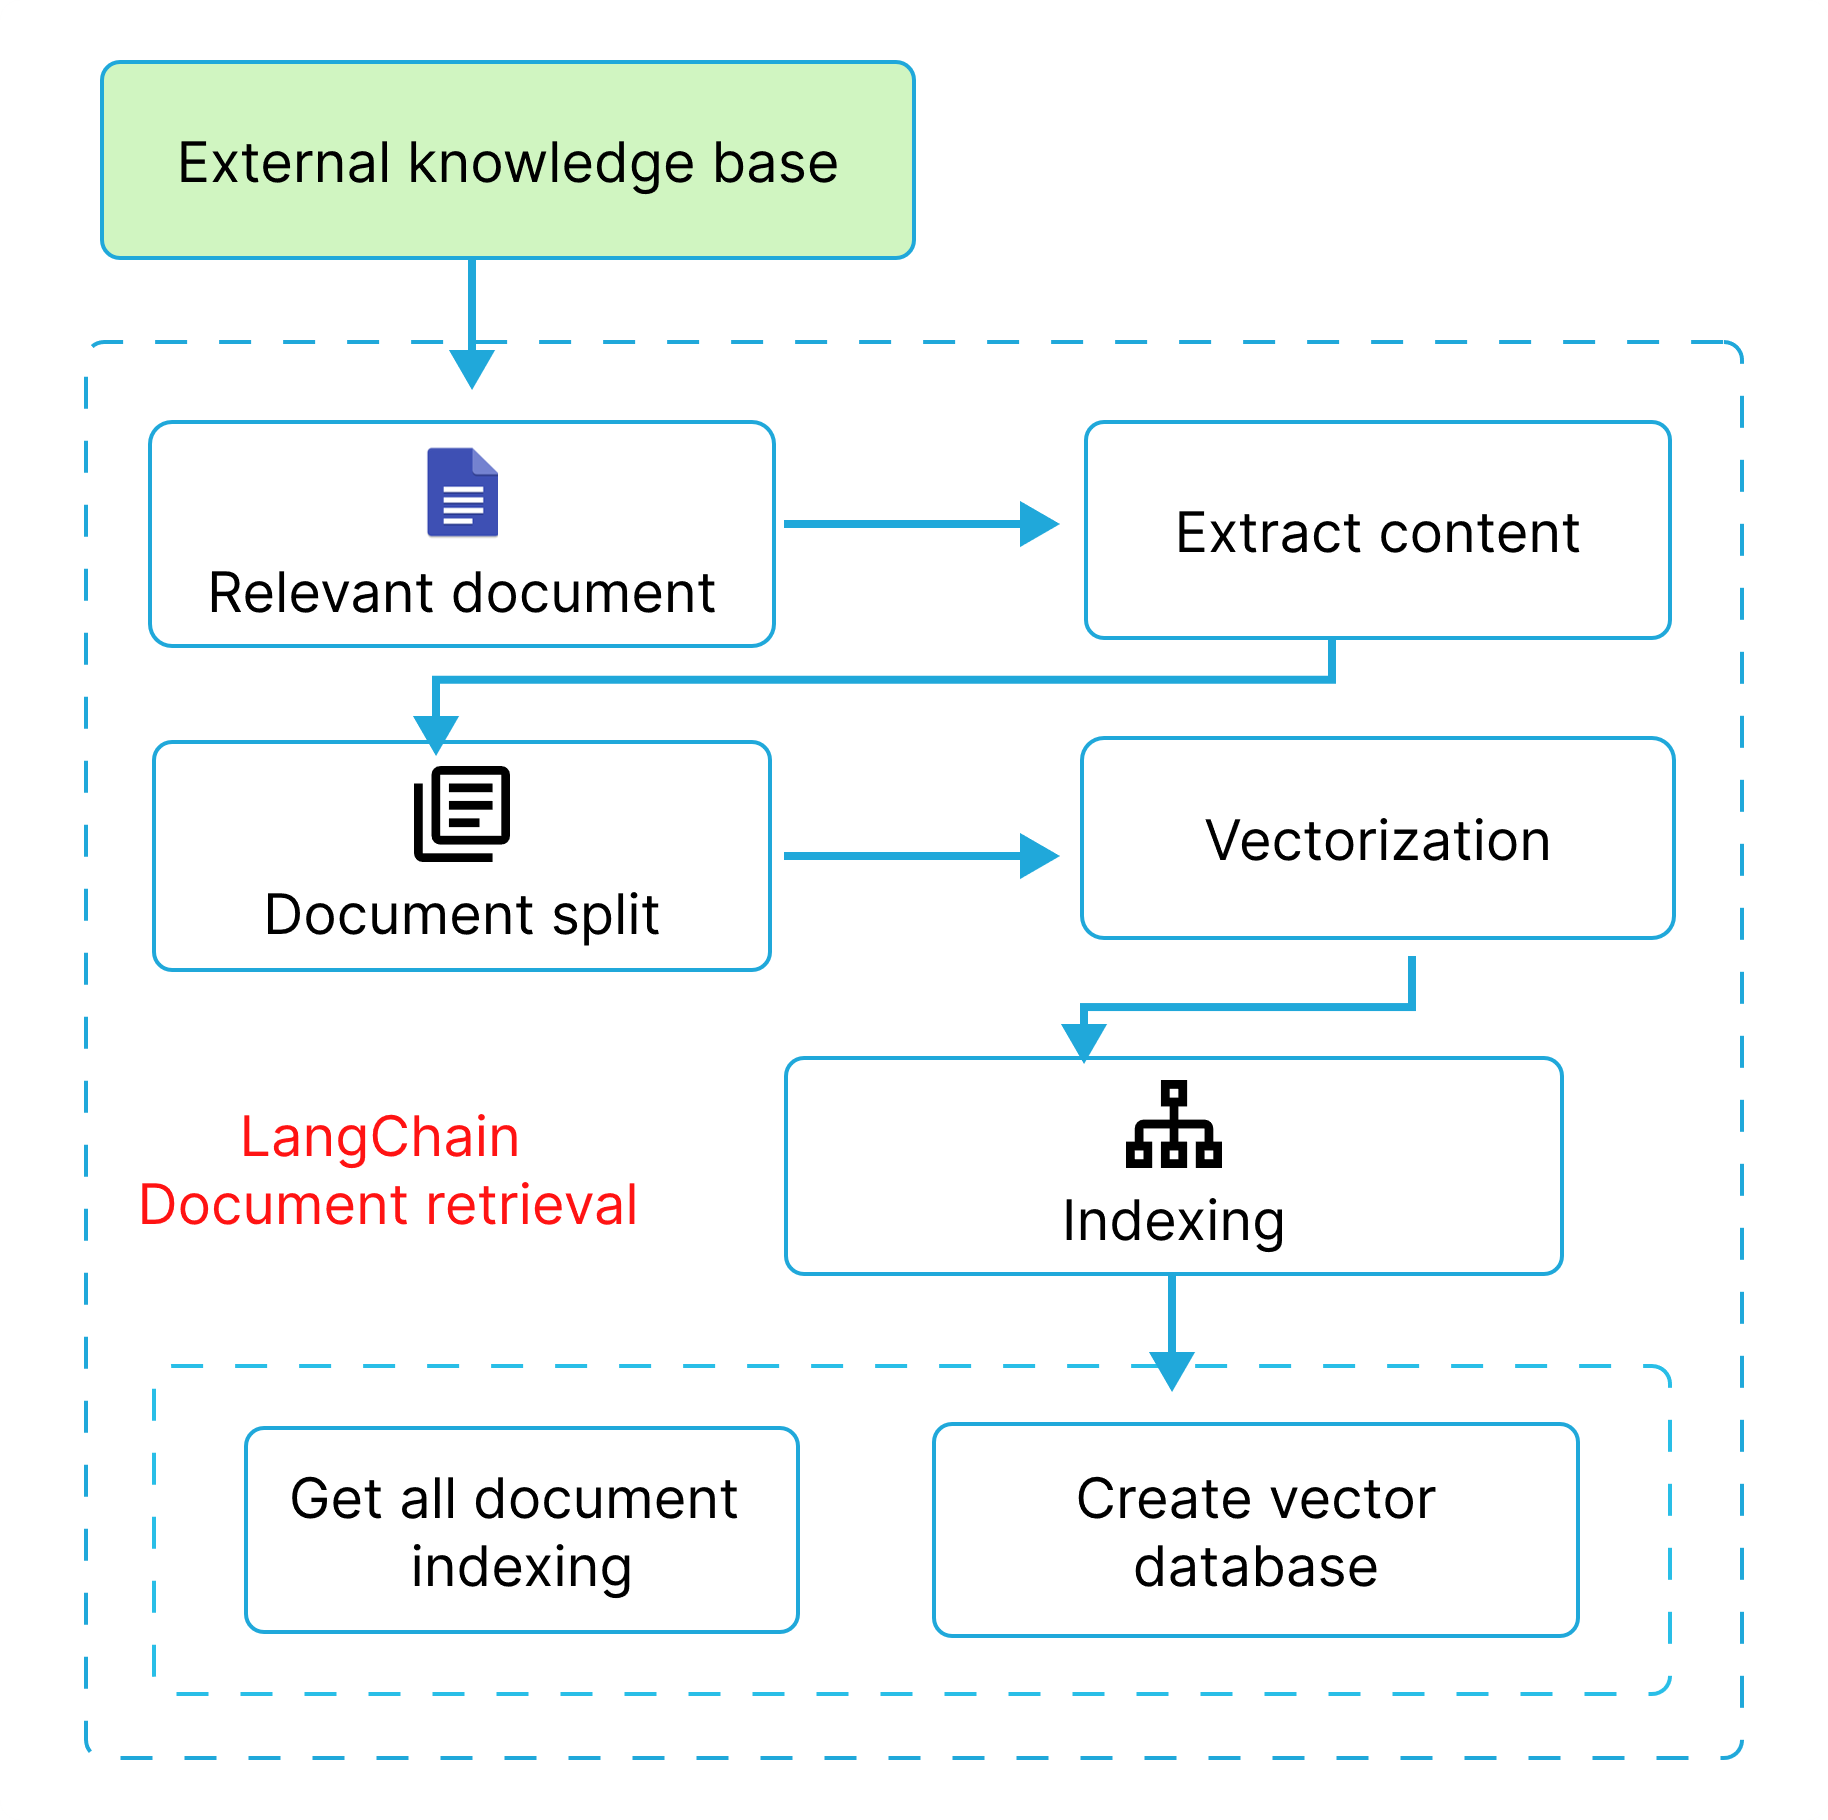 External knowledge base
Relevant document
Extract content
Document split
Vectorization
LangChain
Document retrieval
Indexing
Get all document
indexing
Create vector
database